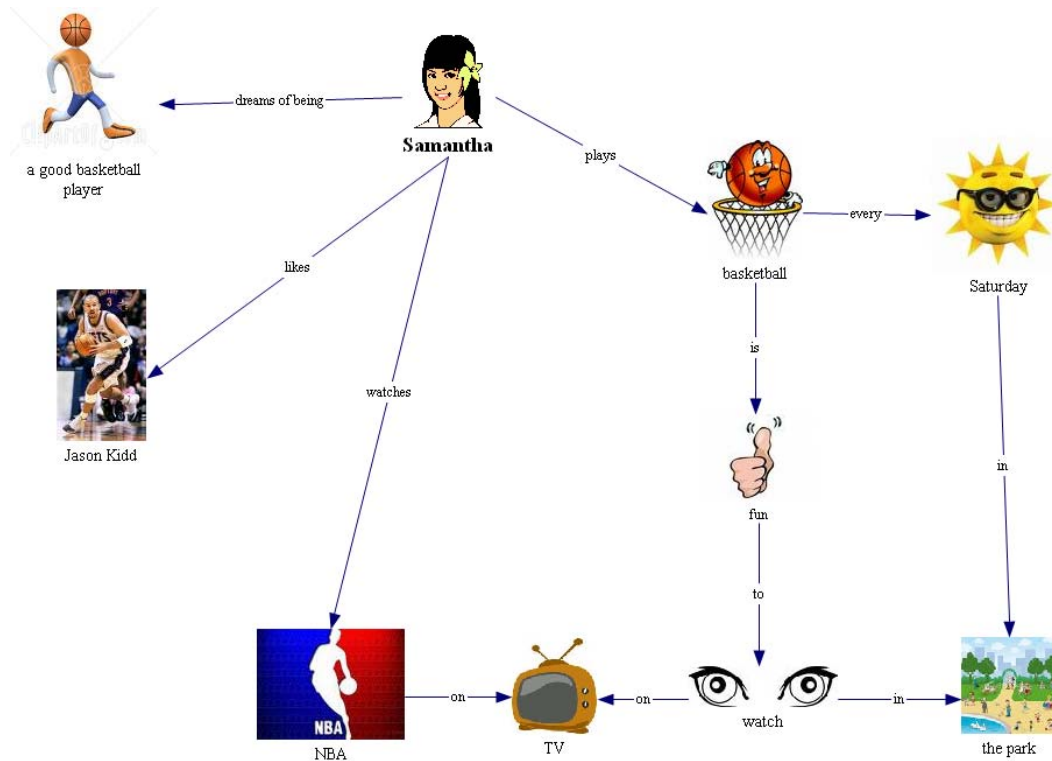 dreams of being
Samantha
a good basketball
player
plays
every
basketball
Saturday
likes
3
Jason Kidd
is
watches
fun
in
to
NBA
NBA
on
TV
on
watch
in
the park